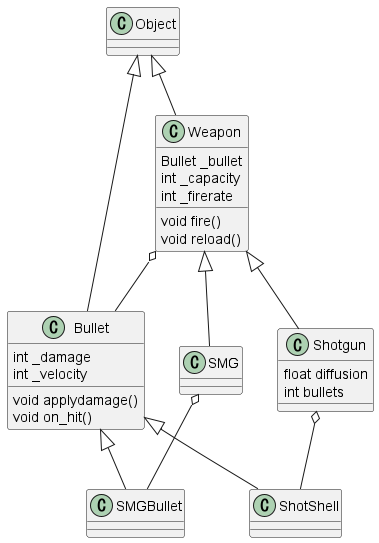 C Object
C Weapon
Bullet _bullet
int _capacity
int _firerate
void fire()
void reload()
C Bullet
int _damage
int _velocity
void applydamage()
void on_hit()
C SMG
C Shotgun
float diffusion
int bullets
C SMGBullet
C ShotShell